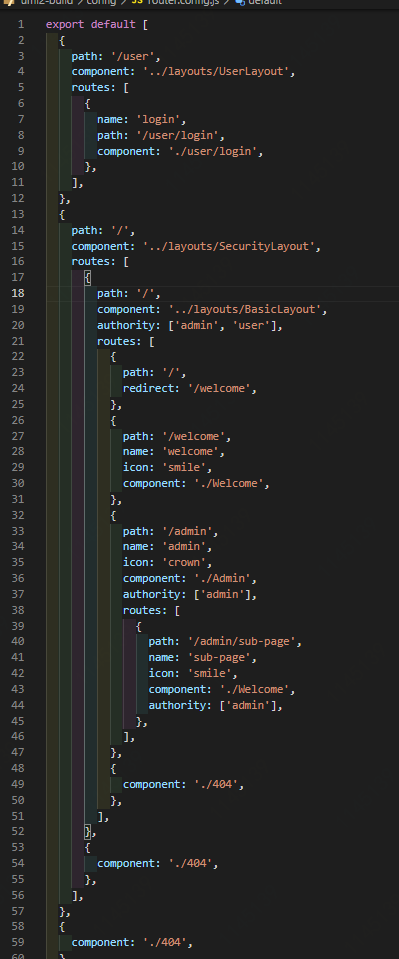 umi2-build > config > JS router.config.js > default
1 export default [
2 {
3 path: '/user',
4 component: '../layouts/UserLayout',
5 routes: [
6 {
7 name: 'login',
8 path: '/user/login',
9 component: './user/login',
10 },
11 ],
12 },
13 {
14 path: '/',
15 component: '../layouts/SecurityLayout',
16 routes: [
17 {
18 path: '/',
19 component: '../layouts/BasicLayout',
20 authority: ['admin', 'user'],
21 routes: [
22 {
23 path: '/',
24 redirect: '/welcome',
25 },
26 {
27 path: '/welcome',
28 name: 'welcome',
29 icon: 'smile',
30 component: './Welcome',
31 },
32 {
33 path: '/admin',
34 name: 'admin',
35 icon: 'crown',
36 component: './Admin',
37 authority: ['admin'],
38 routes: [
39 {
40 path: '/admin/sub-page',
41 name: 'sub-page',
42 icon: 'smile',
43 component: './Welcome',
44 authority: ['admin'],
45 },
46 ],
47 },
48 {
49 component: './404',
50 },
51 ],
52 },
53 {
54 component: './404',
55 },
56 ],
57 },
58 {
59 component: './404',
60 }